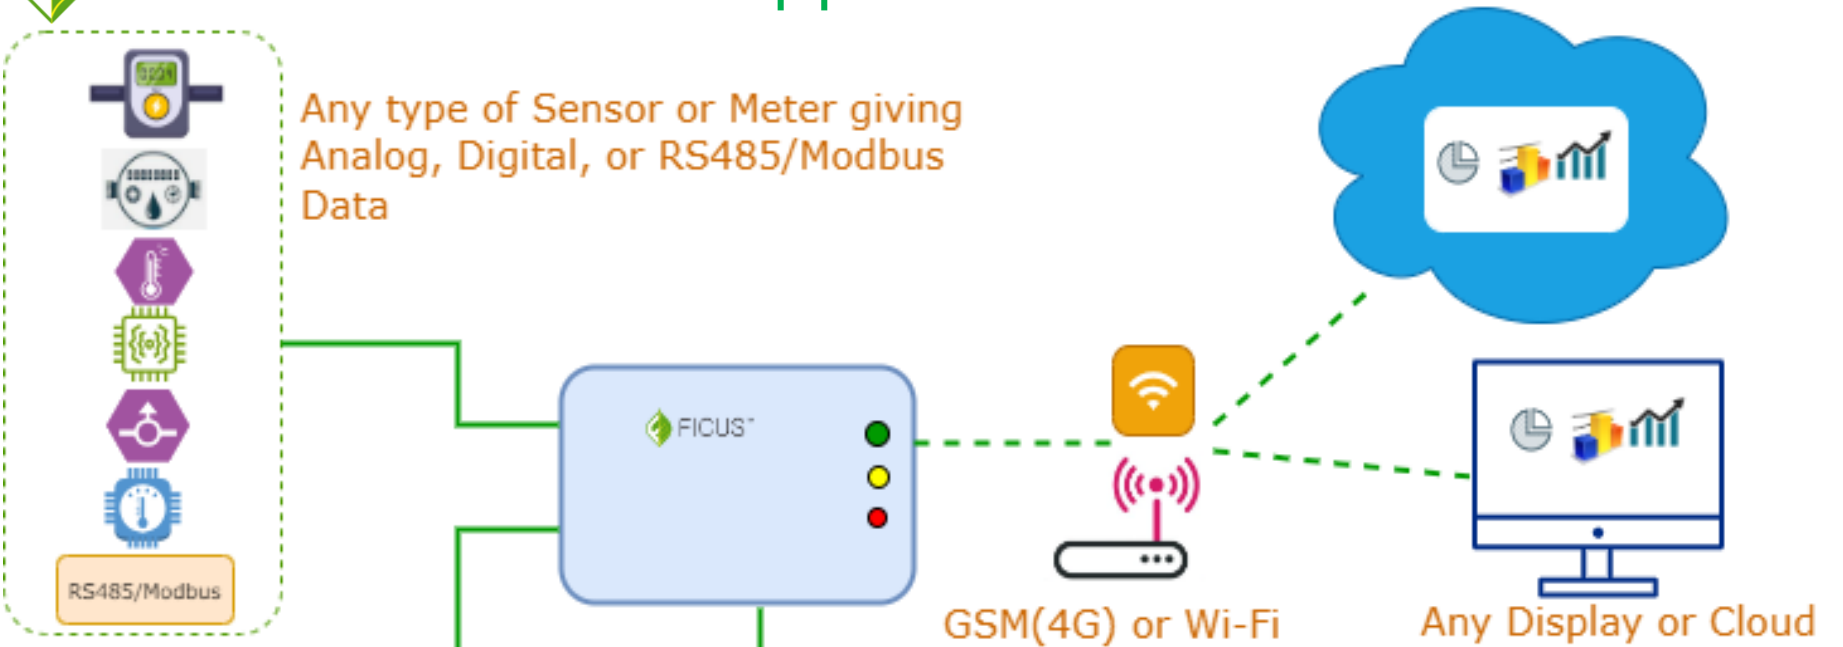 Any type of Sensor or Meter giving
Analog, Digital, or RS485/Modbus
Data
FICUS™
RS485/Modbus
GSM(4G) or Wi-Fi
Any Display or Cloud